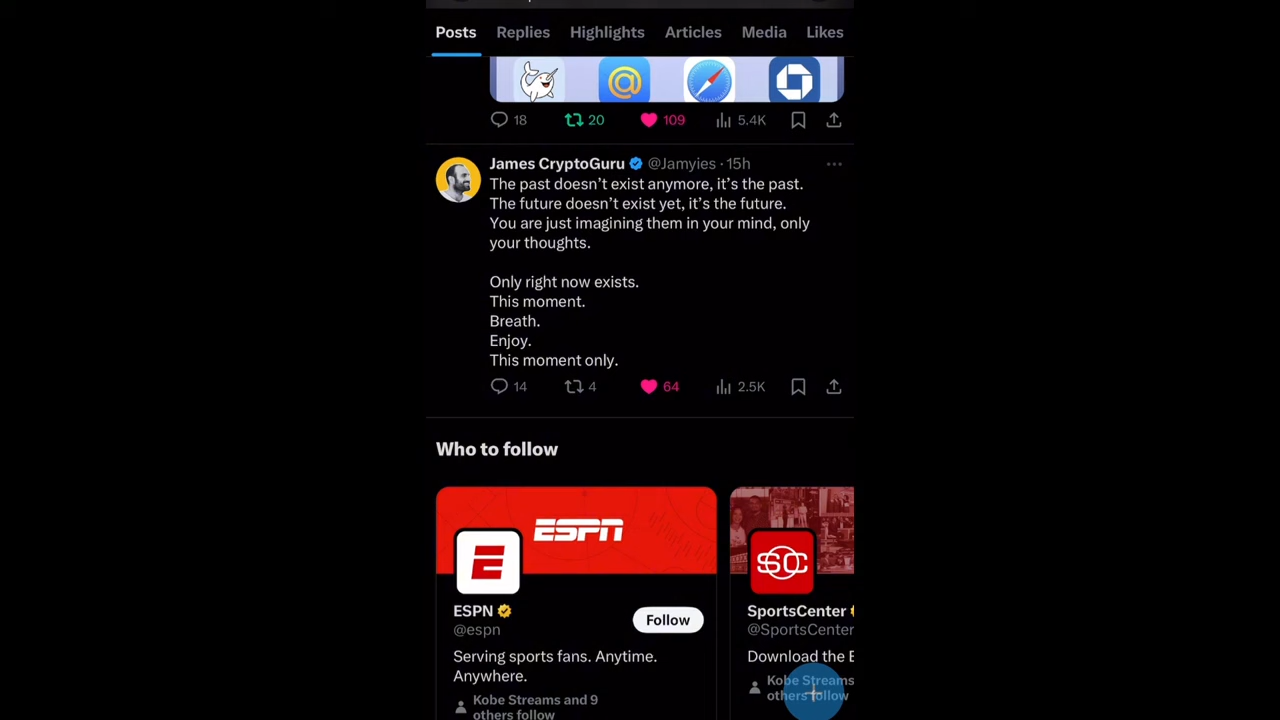 Posts Replies Highlights Articles Media Likes
18 20 109 5.4K
James CryptoGuru @Jamyies · 15h
The past doesn’t exist anymore, it’s the past.
The future doesn’t exist yet, it’s the future.
You are just imagining them in your mind, only
your thoughts.
Only right now exists.
This moment.
Breath.
Enjoy.
This moment only.
14 4 64 2.5K
Who to follow
ESPN
E
SC
ESPN
@espn
Follow
Serving sports fans. Anytime.
Anywhere.
Kobe Streams and 9
others follow
SportsCenter
@SportsCenter
Download the E
Kobe Streams
others follow